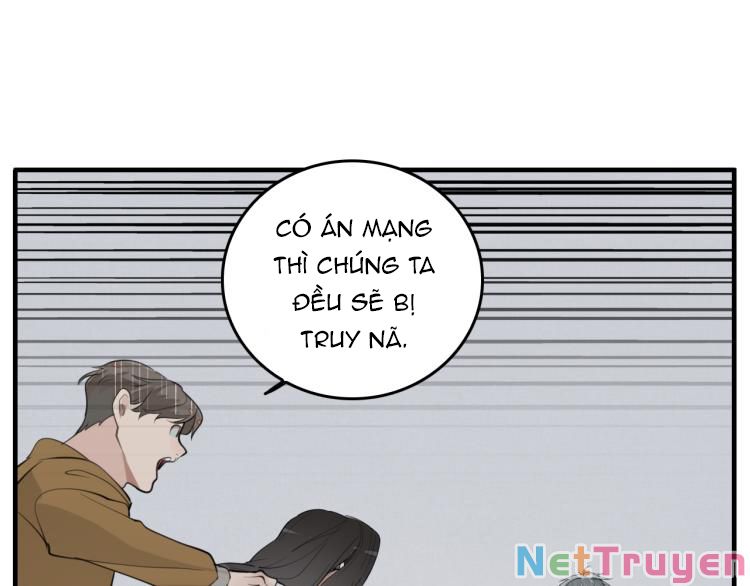 CÓ ÁN MẠNG
THÌ CHÚNG TA
ĐỀU SẼ BỊ
TRUY NÃ.
NetTruyen